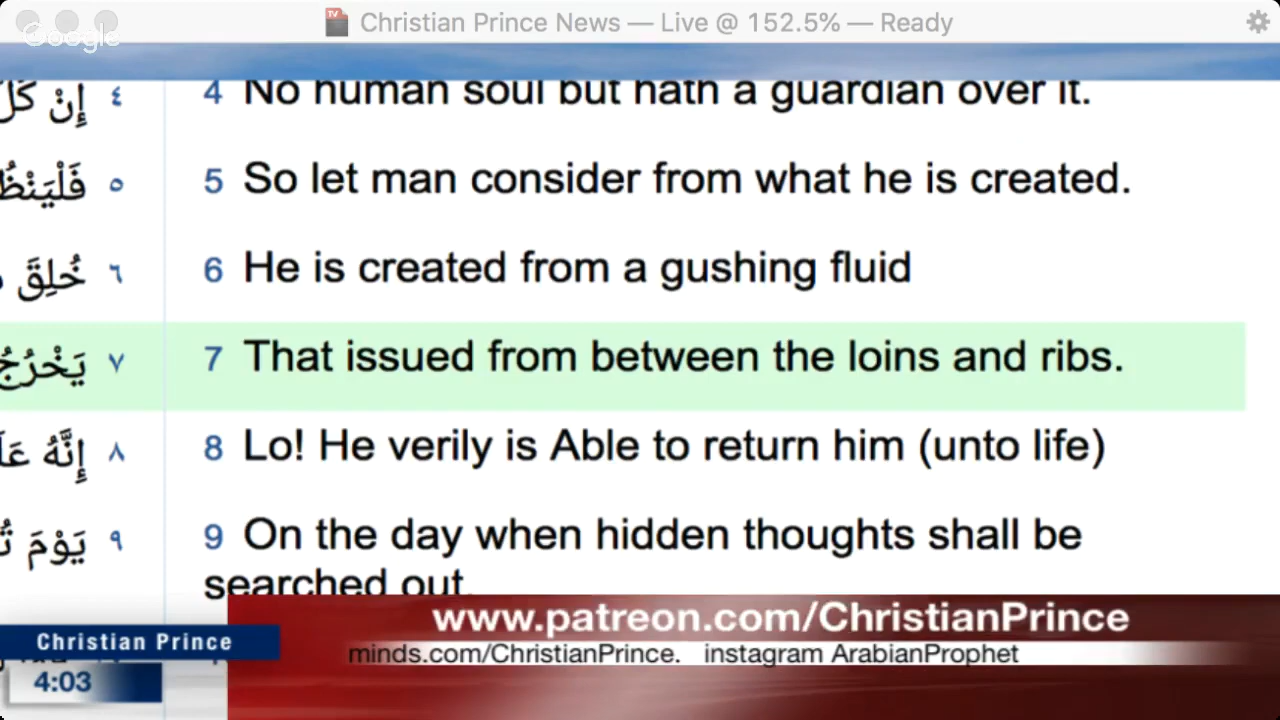 Christian Prince News — Live @ 152.5% — Ready
Google
4 No human soul but hath a guardian over it.
إِنْ كُلّ ٤
5 So let man consider from what he is created.
فَلْيَنْظُ ٥
6 He is created from a gushing fluid
خُلِقَ ٦
7 That issued from between the loins and ribs.
يَخْرُجُ ٧
8 Lo! He verily is Able to return him (unto life)
إِنَّهُ عَلَ ٨
9 On the day when hidden thoughts shall be
يَوْمَ تُ ٩
searched out.
www.patreon.com/ChristianPrince
Christian Prince
minds.com/ChristianPrince. instagram ArabianProphet
4:03